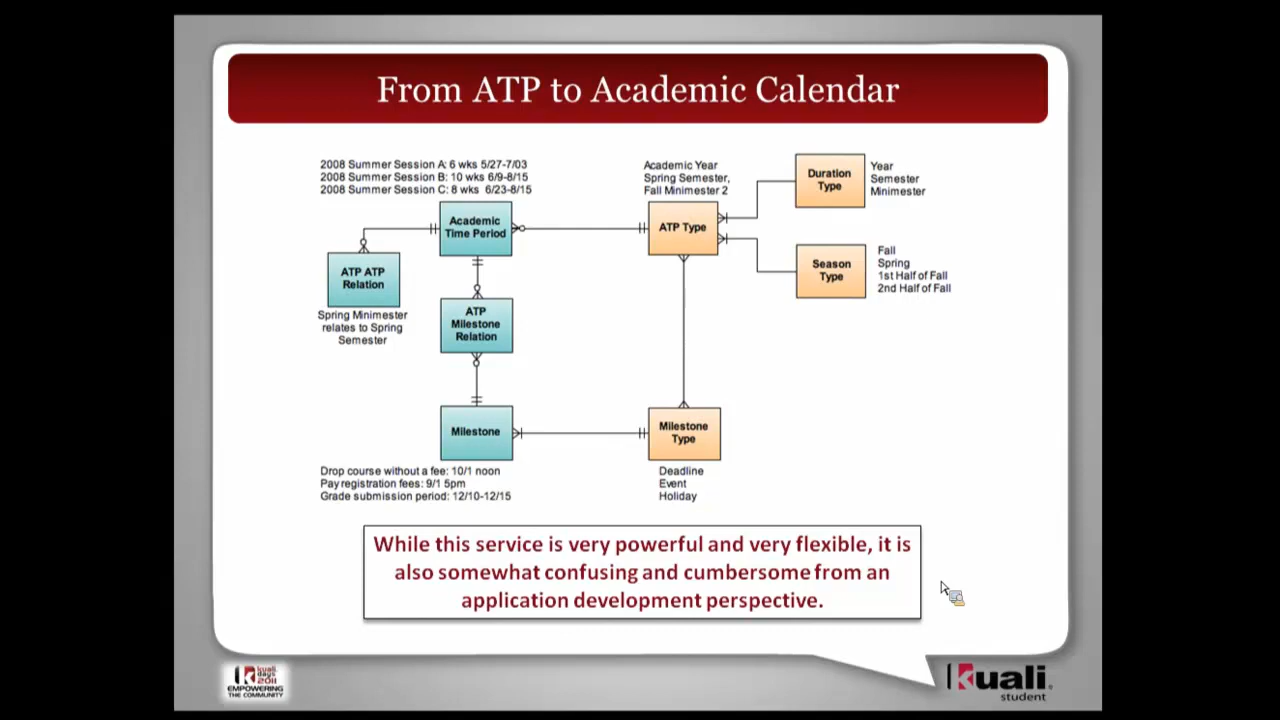 From ATP to Academic Calendar
2008 Summer Session A: 6 wks 5/27-7/03
2008 Summer Session B: 10 wks 6/9-8/15
2008 Summer Session C: 8 wks 6/23-8/15
Academic Year
Spring Semester,
Fall Minimester 2
Duration
Type
Year
Semester
Minimester
Academic
Time Period
ATP Type
Season
Type
Fall
Spring
1st Half of Fall
2nd Half of Fall
ATP ATP
Relation
Spring Minimester
relates to Spring
Semester
ATP
Milestone
Relation
Milestone
Milestone
Type
Drop course without a fee: 10/1 noon
Pay registration fees: 9/1 5pm
Grade submission period: 12/10-12/15
Deadline
Event
Holiday
While this service is very powerful and very flexible, it is
also somewhat confusing and cumbersome from an
application development perspective.
kuali
days
2011
EMPOWERING
THE COMMUNITY
kuali
student